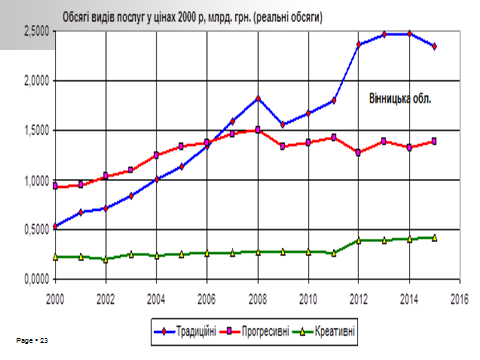 Обсягі видів послуг у цінах 2000 р, млрд. грн. (реальні обсяги)
2,5000
2,0000
1,5000
1,0000
0,5000
0,0000
Вінницька обл.
2000 2002 2004 2006 2008 2010 2012 2014 2016
Традиційні Прогресивні Креативні
Page ▪ 23